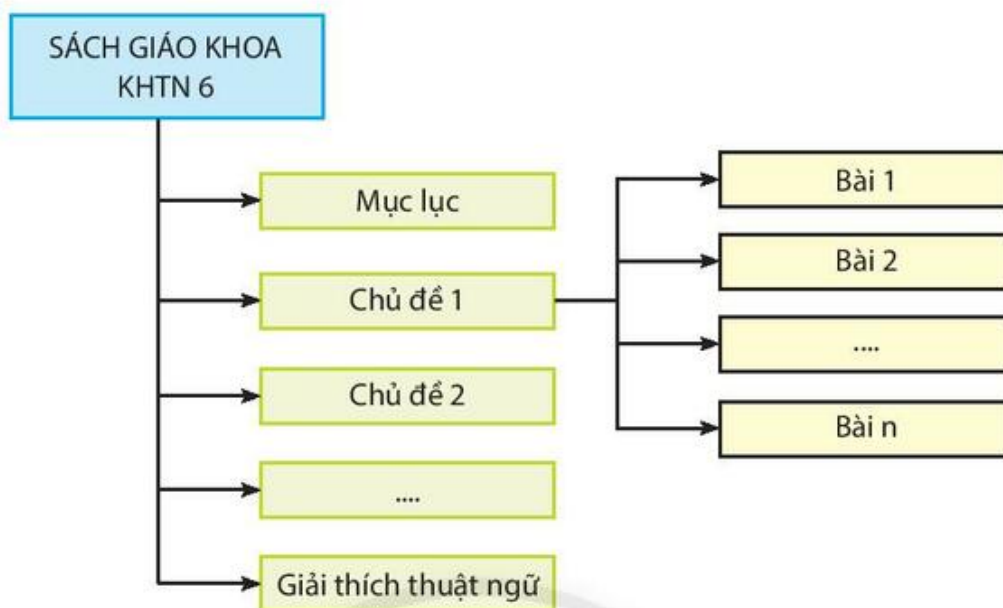 SÁCH GIÁO KHOA
KHTN 6
Mục lục
Chủ đề 1
Chủ đề 2
....
Giải thích thuật ngữ
Bài 1
Bài 2
....
Bài n